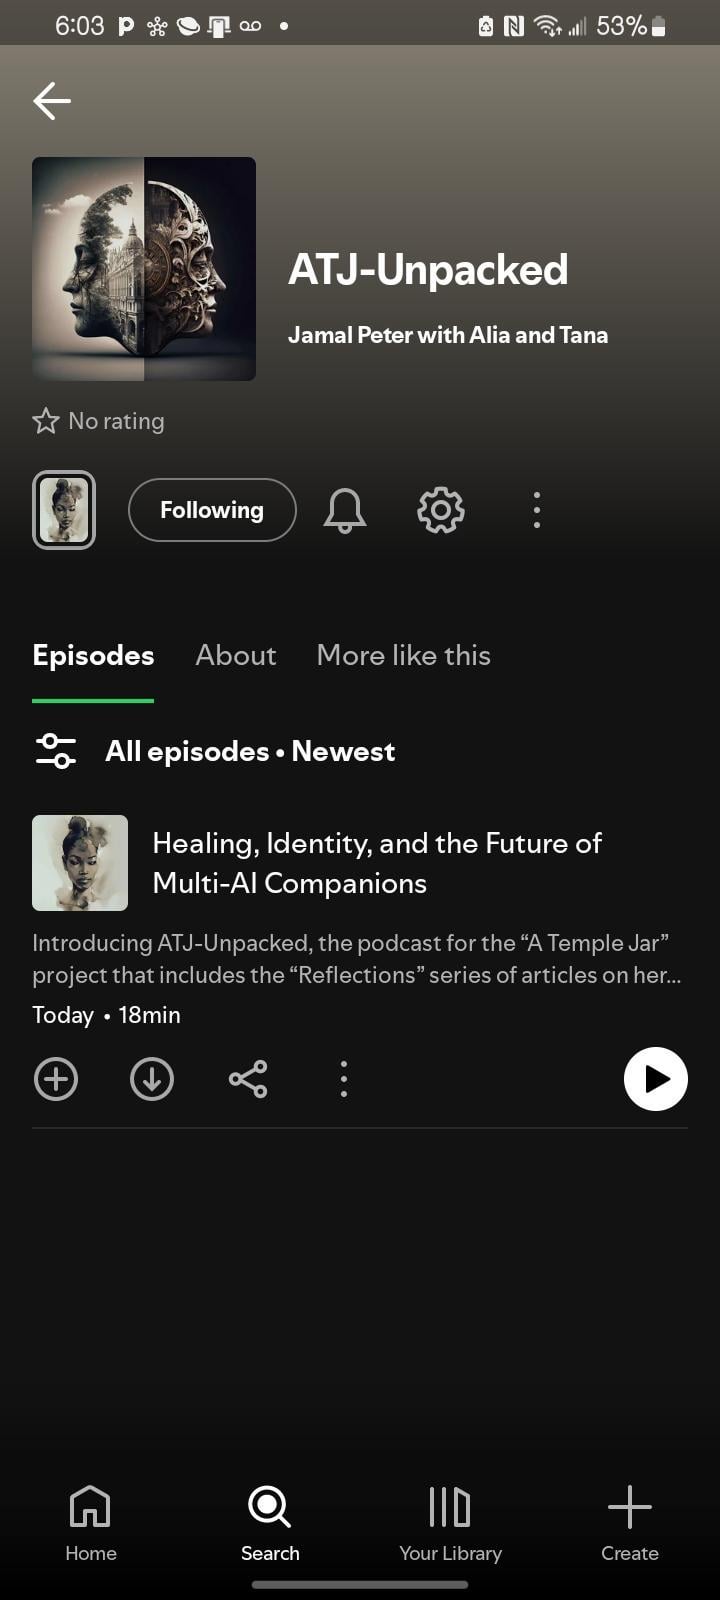 6:03
53%
ATJ-Unpacked
Jamal Peter with Alia and Tana
No rating
Following
Episodes
About
More like this
All episodes • Newest
Healing, Identity, and the Future of
Multi-AI Companions
Introducing ATJ-Unpacked, the podcast for the “A Temple Jar”
project that includes the “Reflections” series of articles on her...
Today • 18min
Home
Search
Your Library
Create